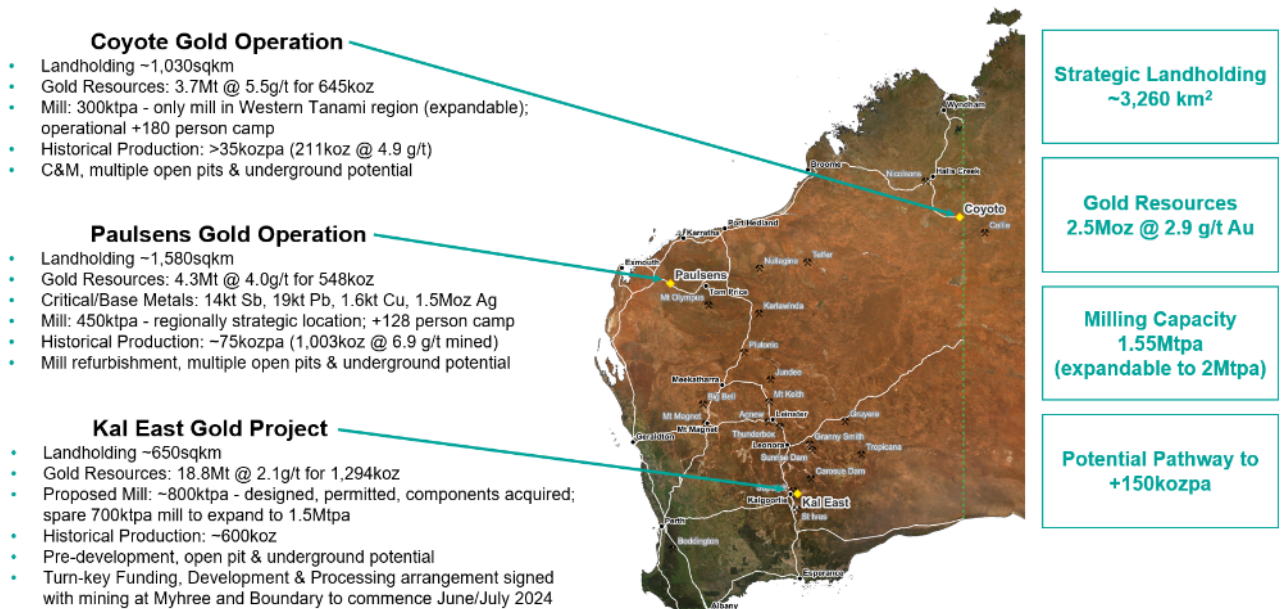 Coyote Gold Operation
• Landholding ~1,030sqkm
• Gold Resources: 3.7Mt @ 5.5g/t for 645koz
• Mill: 300ktpa - only mill in Western Tanami region (expandable);
operational +180 person camp
• Historical Production: >35kozpa (211koz @ 4.9 g/t)
• C&M, multiple open pits & underground potential
Paulsens Gold Operation
• Landholding ~1,580sqkm
• Gold Resources: 4.3Mt @ 4.0g/t for 548koz
• Critical/Base Metals: 14kt Sb, 19kt Pb, 1.6kt Cu, 1.5Moz Ag
• Mill: 450ktpa - regionally strategic location; +128 person camp
• Historical Production: ~75kozpa (1,003koz @ 6.9 g/t mined)
• Mill refurbishment, multiple open pits & underground potential
Kal East Gold Project
• Landholding ~650sqkm
• Gold Resources: 18.8Mt @ 2.1g/t for 1,294koz
• Proposed Mill: ~800ktpa - designed, permitted, components acquired;
spare 700ktpa mill to expand to 1.5Mtpa
• Historical Production: ~600koz
• Pre-development, open pit & underground potential
• Turn-key Funding, Development & Processing arrangement signed
with mining at Myhree and Boundary to commence June/July 2024
Wyndham
Broome
Nicolsons
Halls Creek
Coyote
Callie
Port Hedland
Karratha
Exmouth
Nullagine
Telfer
Paulsens
Tom Price
Mt Olympus
Karlawinda
Plutonic
Jundee
Meekatharra
Big Bell
Mt Keith
Mt Magnet
Agnew
Leinster
Gruyere
Mt Magnet
Geraldton
Thunderbox
Granny Smith
Leonora
Tropicana
Sunrise Dam
Carosue Dam
Kalgoorlie
Kal East
St Ives
Perth
Boddington
Esperance
Albany
Strategic Landholding
~3,260 km²
Gold Resources
2.5Moz @ 2.9 g/t Au
Milling Capacity
1.55Mtpa
(expandable to 2Mtpa)
Potential Pathway to
+150kozpa